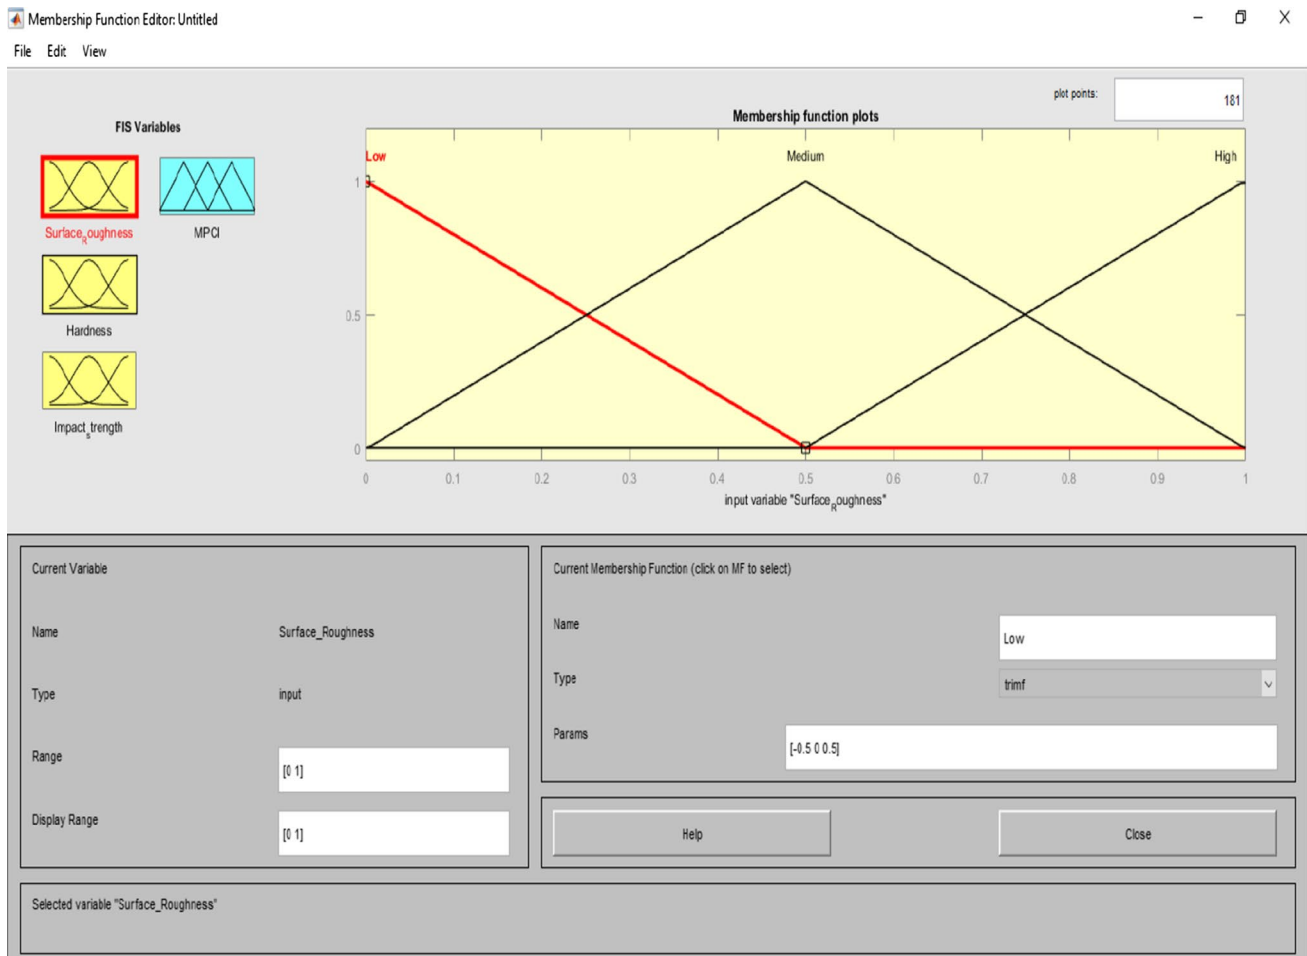 Membership Function Editor: Untitled
File Edit View
plot points:
181
FIS Variables
Membership function plots
Surface_Roughness
MPCI
Hardness
Impact_strength
Low
Medium
High
1
0.5
0
0 0.1 0.2 0.3 0.4 0.5 0.6 0.7 0.8 0.9 1
input variable "Surface_Roughness"
Current Variable
Name Surface_Roughness
Type input
Range [0 1]
Display Range [0 1]
Current Membership Function (click on MF to select)
Name Low
Type trimf
Params [-0.5 0 0.5]
Help Close
Selected variable "Surface_Roughness"